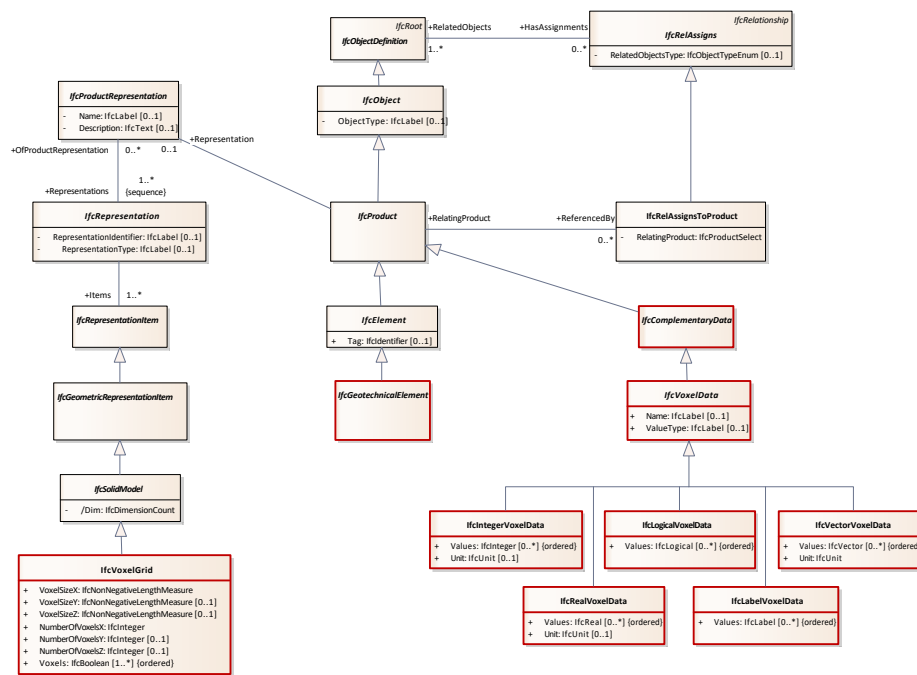 IfcRoot
IfcObjectDefinition
+RelatedObjects
1..*
+HasAssignments
0..*
IfcRelationship
IfcRelAssigns
- RelatedObjectsType: IfcObjectTypeEnum [0..1]
IfcProductRepresentation
- Name: IfcLabel [0..1]
- Description: IfcText [0..1]
IfcObject
- ObjectType: IfcLabel [0..1]
+Representation
0..1
+OfProductRepresentation
0..*
+Representations
1..*
{sequence}
IfcRepresentation
- RepresentationIdentifier: IfcLabel [0..1]
- RepresentationType: IfcLabel [0..1]
IfcProduct
+RelatingProduct
+ReferencedBy
0..*
IfcRelAssignsToProduct
- RelatingProduct: IfcProductSelect
+Items
1..*
IfcRepresentationItem
IfcElement
+ Tag: IfcIdentifier [0..1]
IfcComplementaryData
IfcGeometricRepresentationItem
IfcGeotechnicalElement
IfcVoxelData
+ Name: IfcLabel [0..1]
+ ValueType: IfcLabel [0..1]
IfcSolidModel
- /Dim: IfcDimensionCount
IfcIntegerVoxelData
+ Values: IfcInteger [0..*] {ordered}
+ Unit: IfcUnit [0..1]
IfcLogicalVoxelData
+ Values: IfcLogical [0..*] {ordered}
IfcVectorVoxelData
+ Values: IfcVector [0..*] {ordered}
+ Unit: IfcUnit
IfcVoxelGrid
+ VoxelSizeX: IfcNonNegativeLengthMeasure
+ VoxelSizeY: IfcNonNegativeLengthMeasure [0..1]
+ VoxelSizeZ: IfcNonNegativeLengthMeasure [0..1]
+ NumberOfVoxelsX: IfcInteger
+ NumberOfVoxelsY: IfcInteger [0..1]
+ NumberOfVoxelsZ: IfcInteger [0..1]
+ Voxels: IfcBoolean [1..*] {ordered}
IfcRealVoxelData
+ Values: IfcReal [0..*] {ordered}
+ Unit: IfcUnit [0..1]
IfcLabelVoxelData
+ Values: IfcLabel [0..*] {ordered}